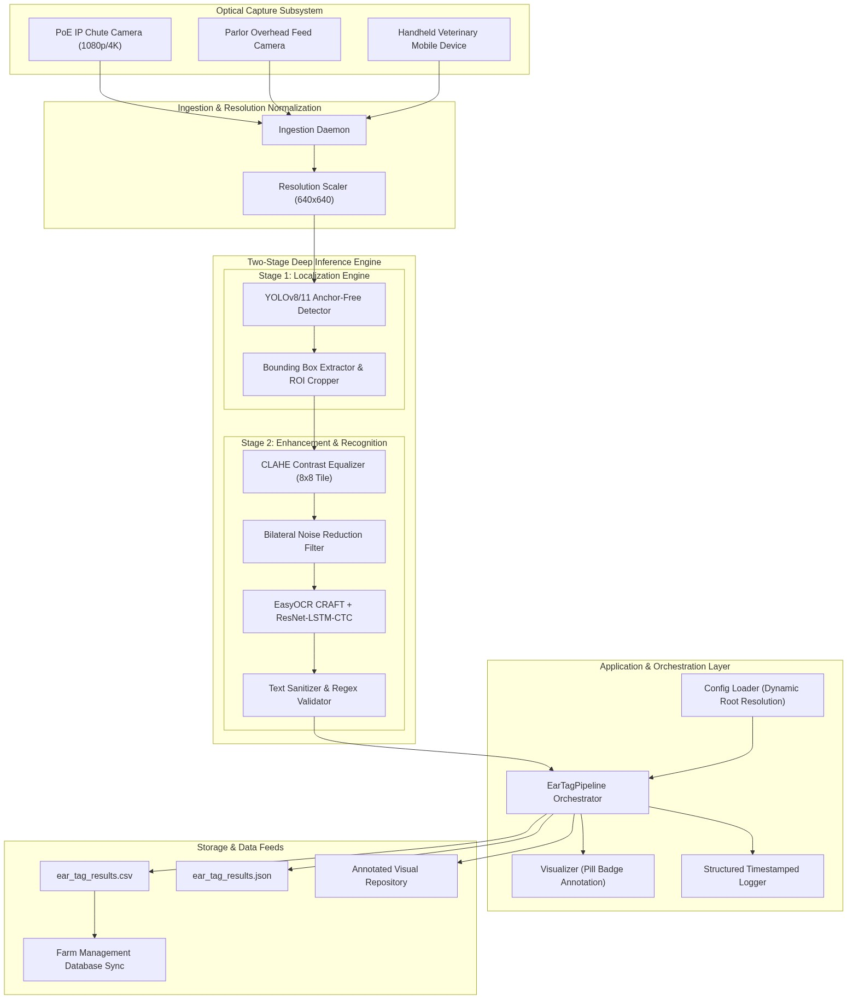 Optical Capture Subsystem
PoE IP Chute Camera
(1080p/4K)
Parlor Overhead Feed
Camera
Handheld Veterinary
Mobile Device
Ingestion & Resolution Normalization
Ingestion Daemon
Resolution Scaler
(640x640)
Two-Stage Deep Inference Engine
Stage 1: Localization Engine
YOLOv8/11 Anchor-Free
Detector
Bounding Box Extractor &
ROI Cropper
Stage 2: Enhancement & Recognition
CLAHE Contrast Equalizer
(8x8 Tile)
Bilateral Noise Reduction
Filter
EasyOCR CRAFT +
ResNet-LSTM-CTC
Text Sanitizer & Regex
Validator
Application & Orchestration Layer
Config Loader (Dynamic
Root Resolution)
EarTagPipeline
Orchestrator
Visualizer (Pill Badge
Annotation)
Structured Timestamped
Logger
Storage & Data Feeds
ear_tag_results.csv
ear_tag_results.json
Annotated Visual
Repository
Farm Management
Database Sync